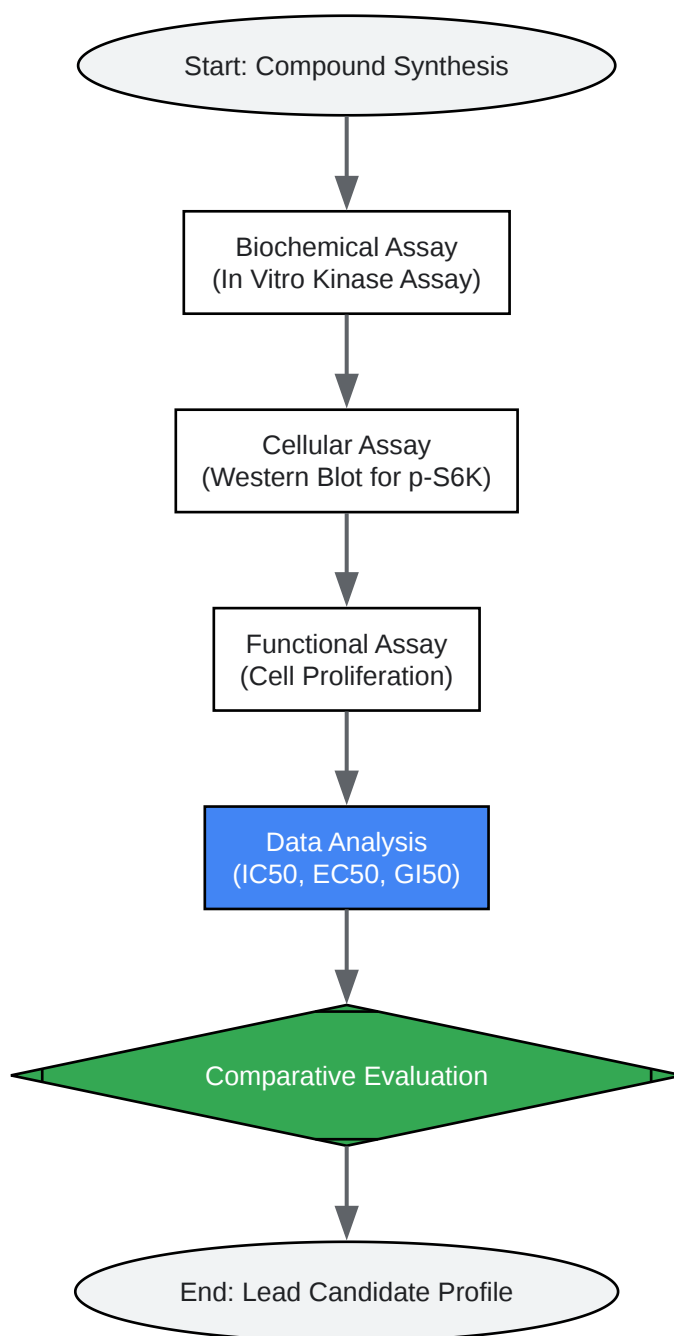 Start: Compound Synthesis
Biochemical Assay
(In Vitro Kinase Assay)
Cellular Assay
(Western Blot for p-S6K)
Functional Assay
(Cell Proliferation)
Data Analysis
(IC50, EC50, GI50)
Comparative Evaluation
End: Lead Candidate Profile